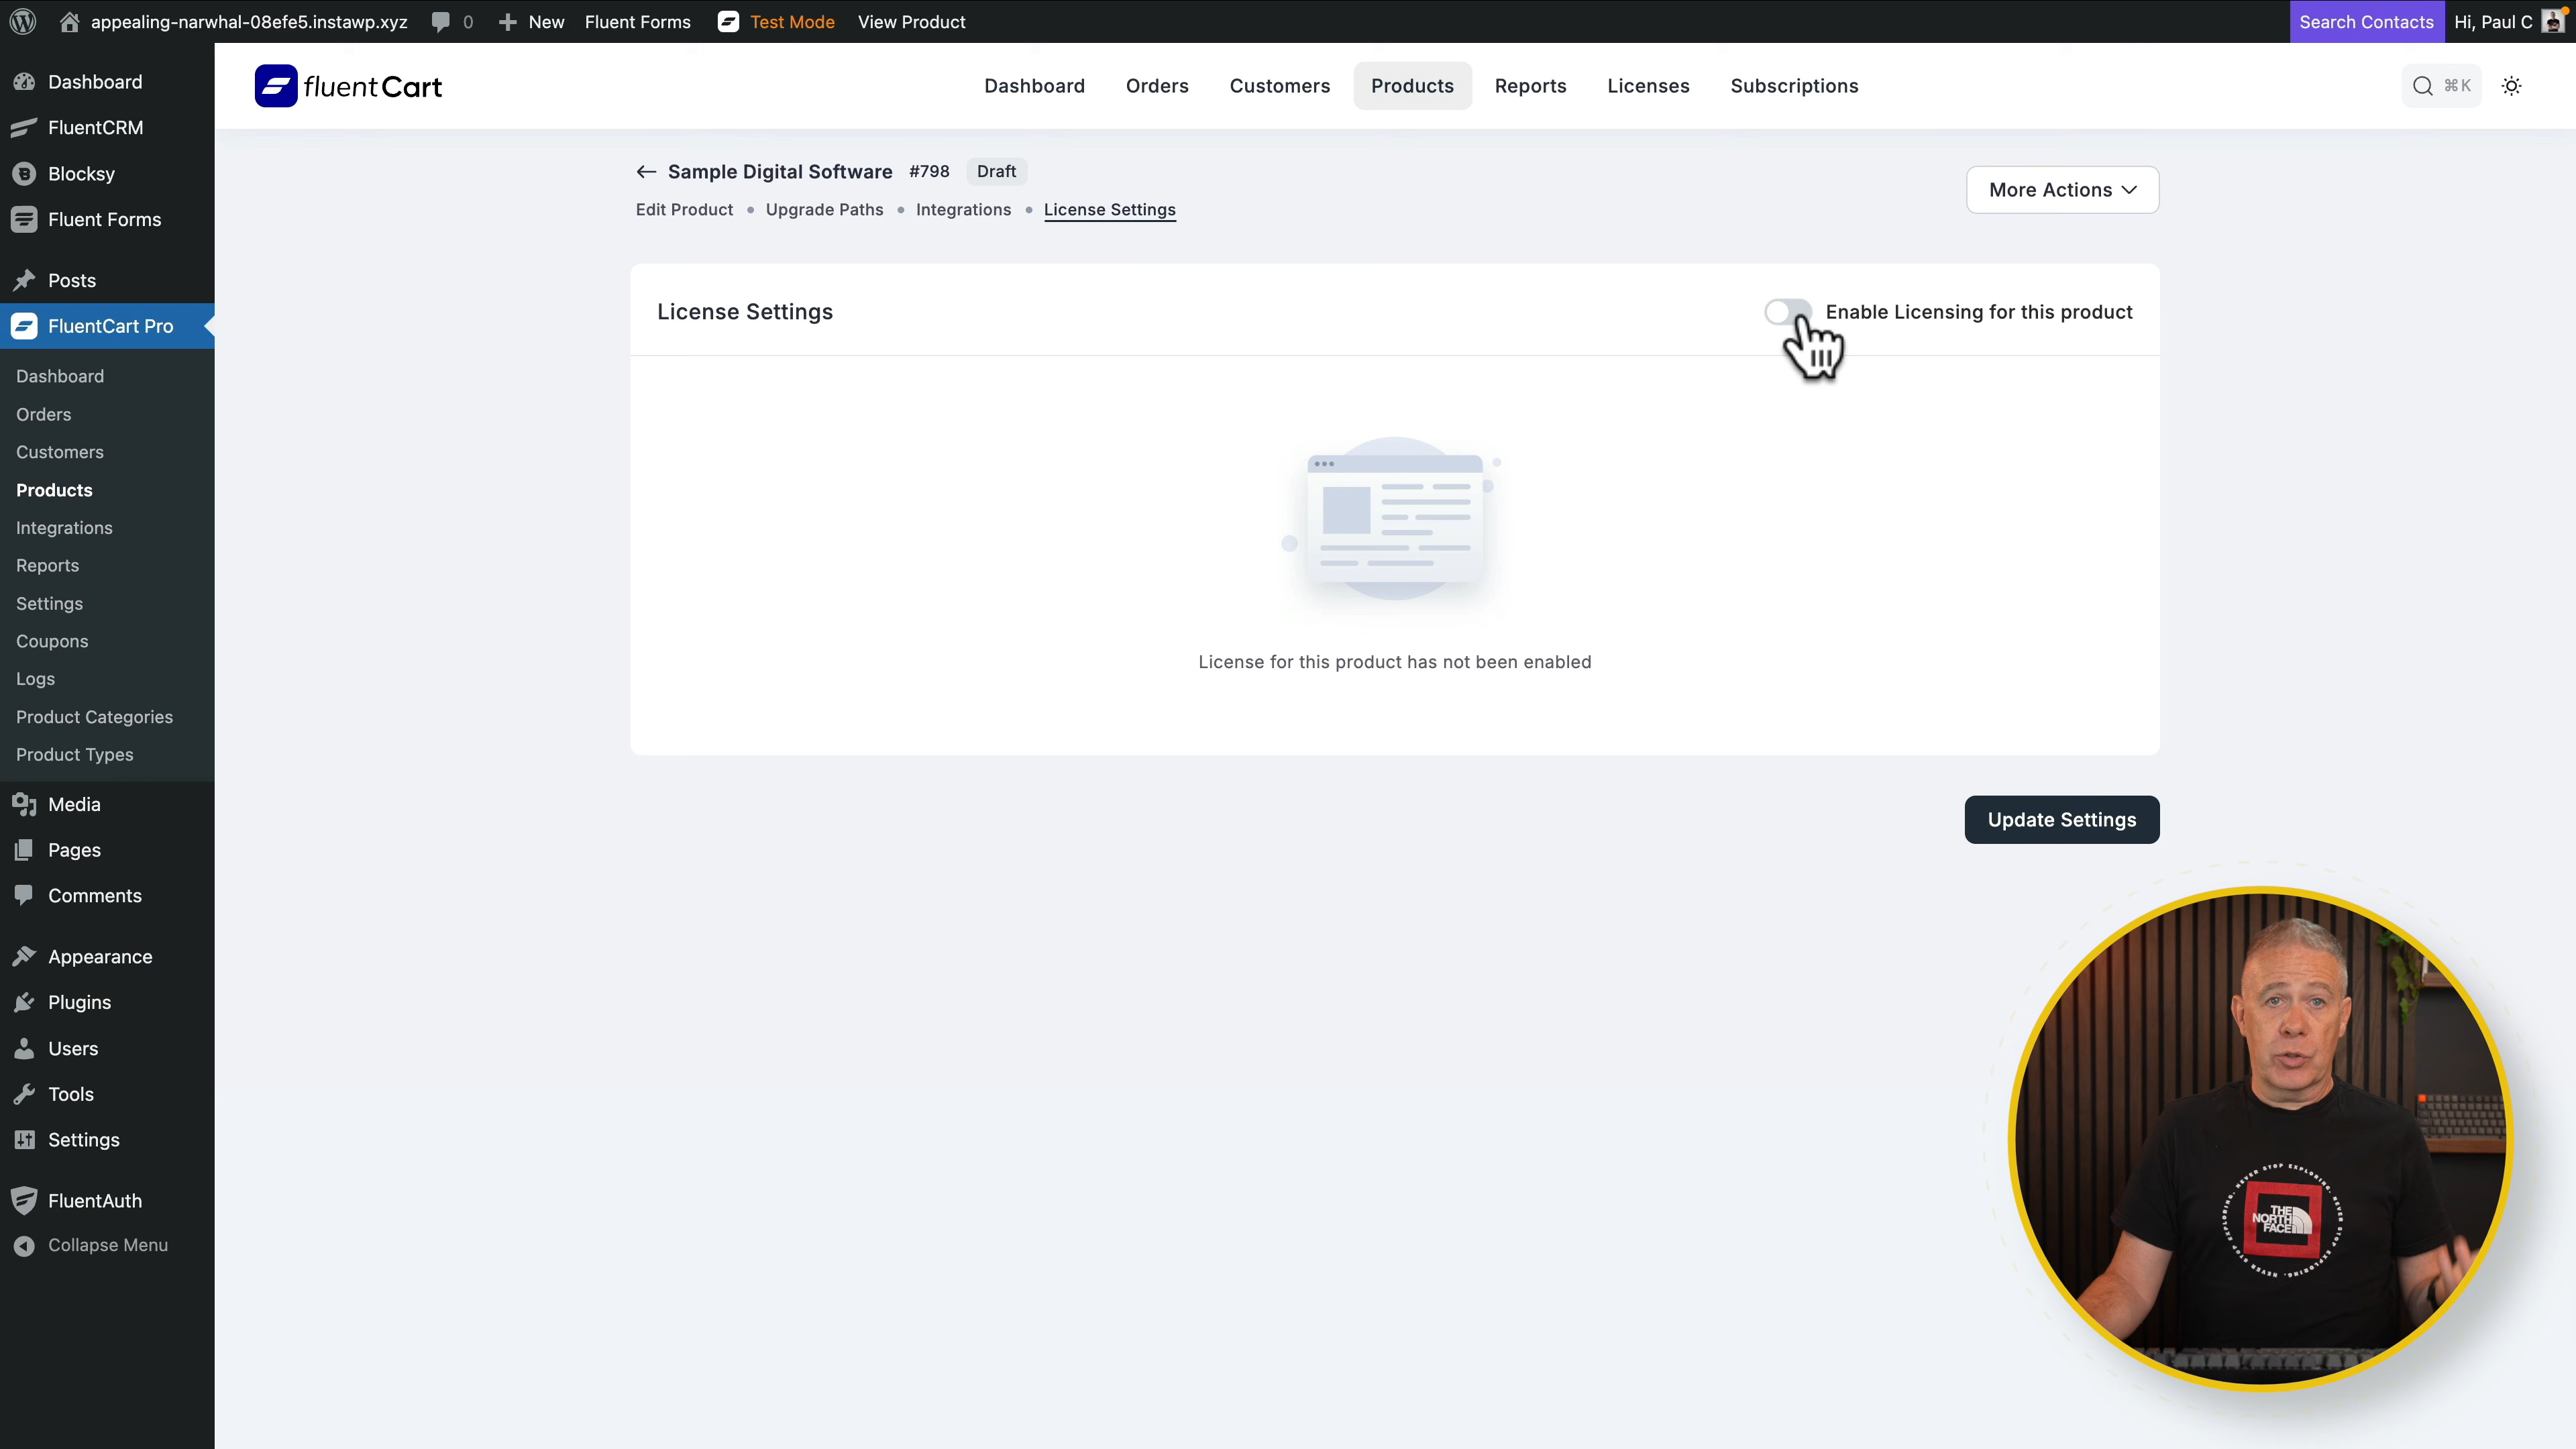 appealing-narwhal-08efe5.instawp.xyz 0 New Fluent Forms Test Mode View Product Search Contacts Hi, Paul C
fluentCart Dashboard Orders Customers Products Reports Licenses Subscriptions ⌘K
Dashboard
FluentCRM
Blocksy
Fluent Forms
Posts
FluentCart Pro
Dashboard
Orders
Customers
Products
Integrations
Reports
Settings
Coupons
Logs
Product Categories
Product Types
Media
Pages
Comments
Appearance
Plugins
Users
Tools
Settings
FluentAuth
Collapse Menu
Sample Digital Software #798 Draft
Edit Product • Upgrade Paths • Integrations • License Settings
More Actions
License Settings
Enable Licensing for this product
License for this product has not been enabled
Update Settings
NEVER STOP EXPLORING
THE
NORTH
FACE